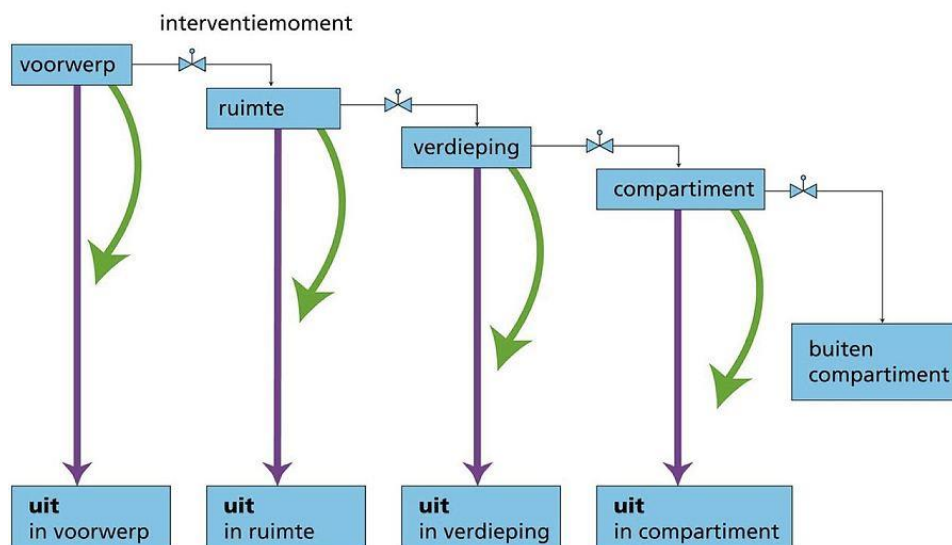 interventiemoment
voorwerp
ruimte
verdieping
compartiment
buiten
compartiment
uit
in voorwerp
uit
in ruimte
uit
in verdieping
uit
in compartiment